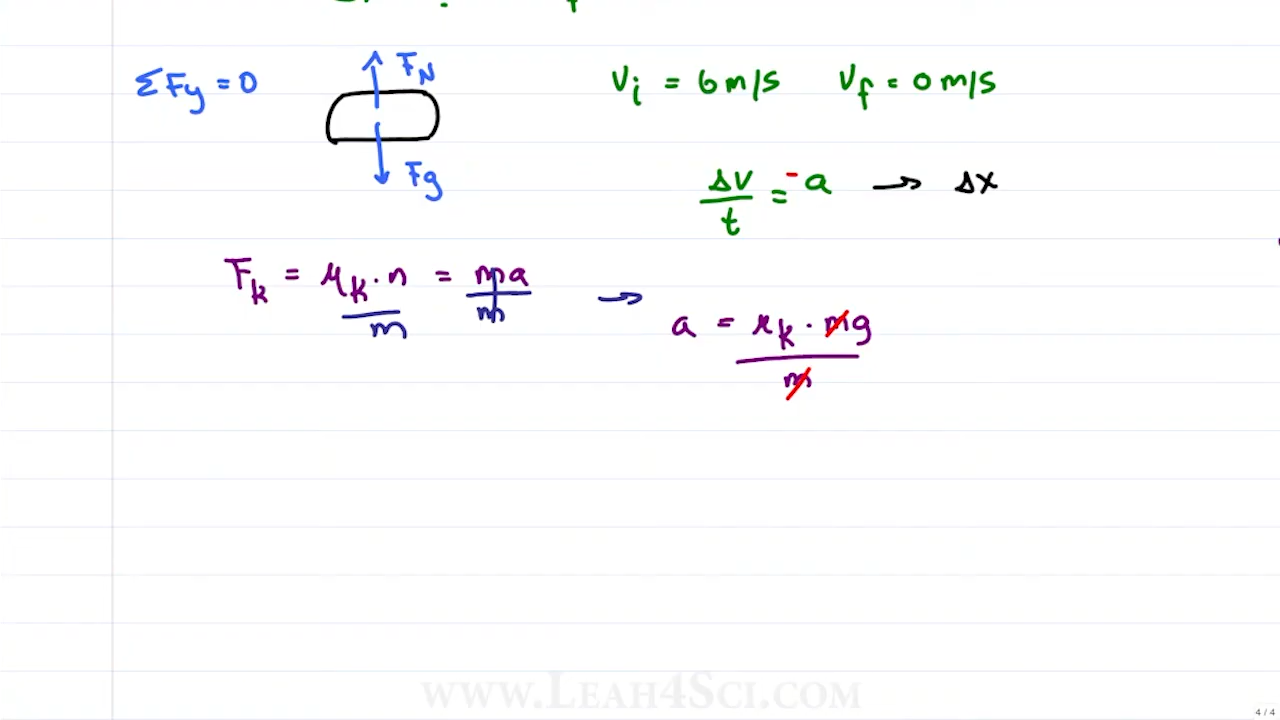 ΣFy = 0
FN
Fg
Vi = 6 m/s Vf = 0 m/s
Δv/t = -a → Δx
Fk = μk · n / m = ma / m →
a = μk · mg / m
www.Leah4Sci.com
4 / 4